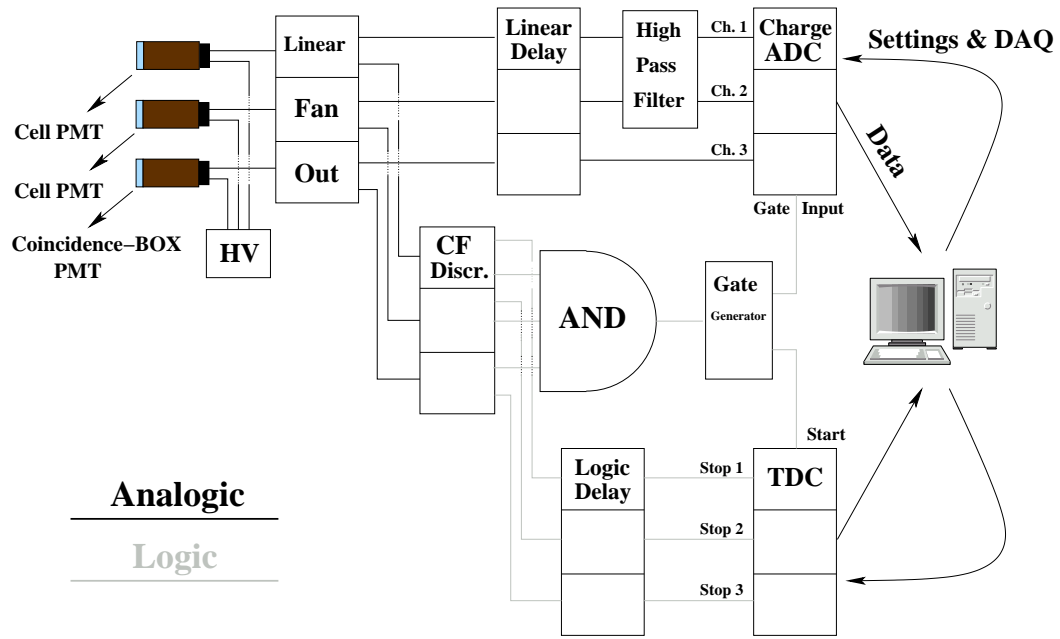 Linear
Fan
Out
Linear
Delay
High
Pass
Filter
Ch. 1
Ch. 2
Ch. 3
Charge
ADC
Settings & DAQ
Cell PMT
Cell PMT
Coincidence-BOX
PMT
HV
Data
Gate Input
CF
Discr.
AND
Gate
Generator
Start
Logic
Delay
Stop 1
Stop 2
Stop 3
TDC
Analogic
Logic